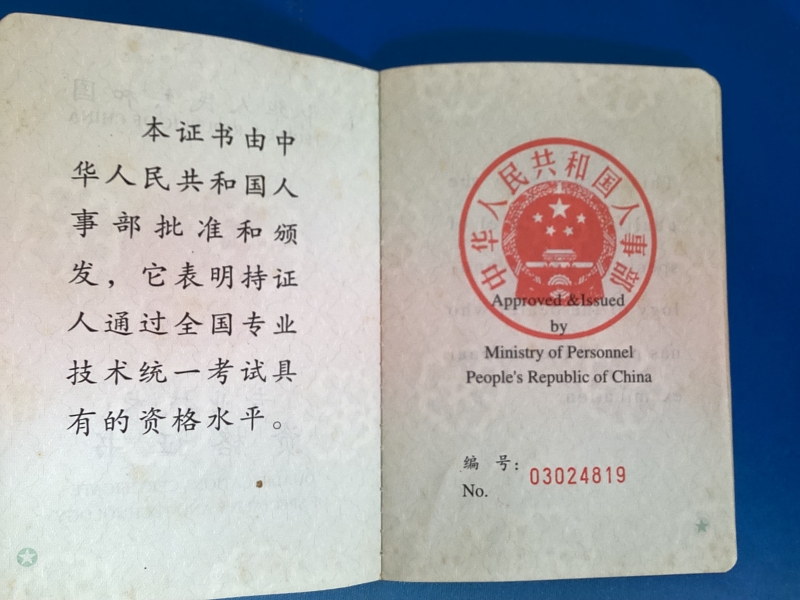 本证书由中
华人民共和国人
事部批准和颁
发，它表明持证
人通过全国专业
技术统一考试具
有的资格水平。
中华人民共和国人事部
Approved &Issued
by
Ministry of Personnel
People's Republic of China
编 号：
No. 03024819